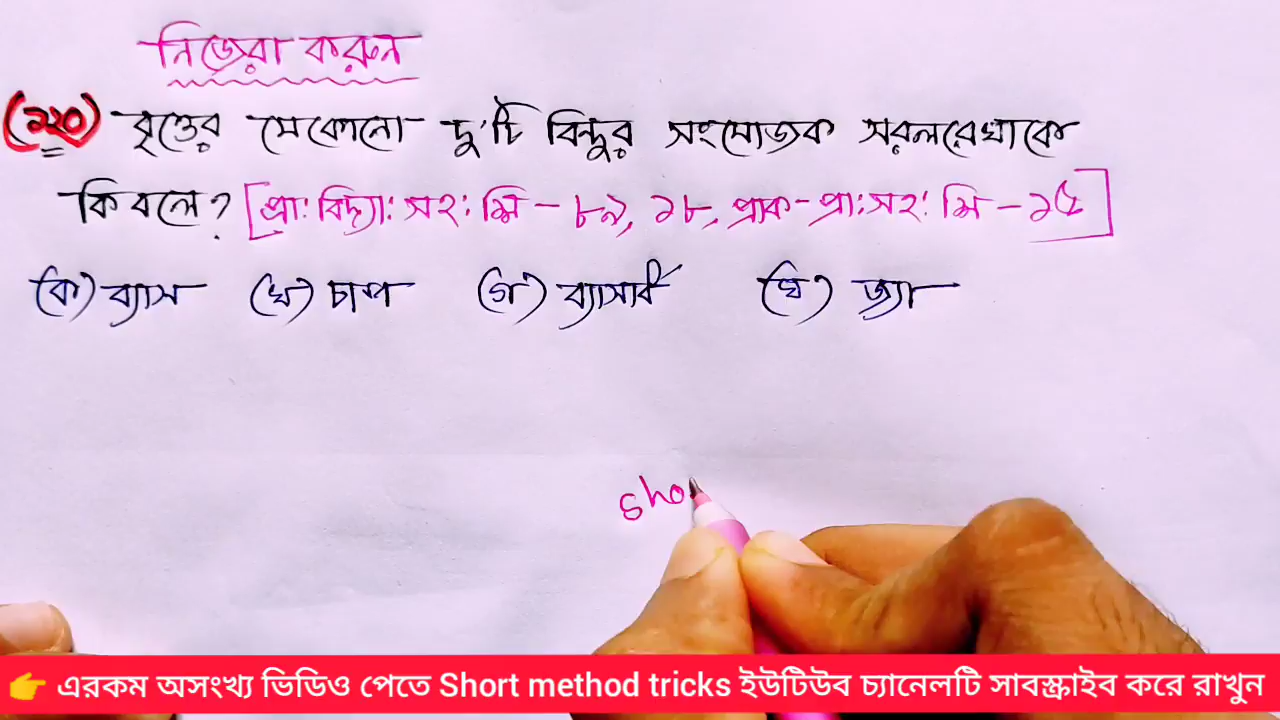 নিজেরা করুন
(১২০) বৃত্তের যেকোনো দু'টি বিন্দুর সংযোজক সরলরেখাকে
কি বলে? [প্রা: বিদ্যা: সহ: শি - ৮৯, ১৮, প্রাক-প্রা:সহ: শি - ১৫]
(ক) ব্যাস (খ) চাপ (গ) ব্যাসার্ধ (ঘ) জ্যা
sho
👉 এরকম অসংখ্য ভিডিও পেতে Short method tricks ইউটিউব চ্যানেলটি সাবস্ক্রাইব করে রাখুন